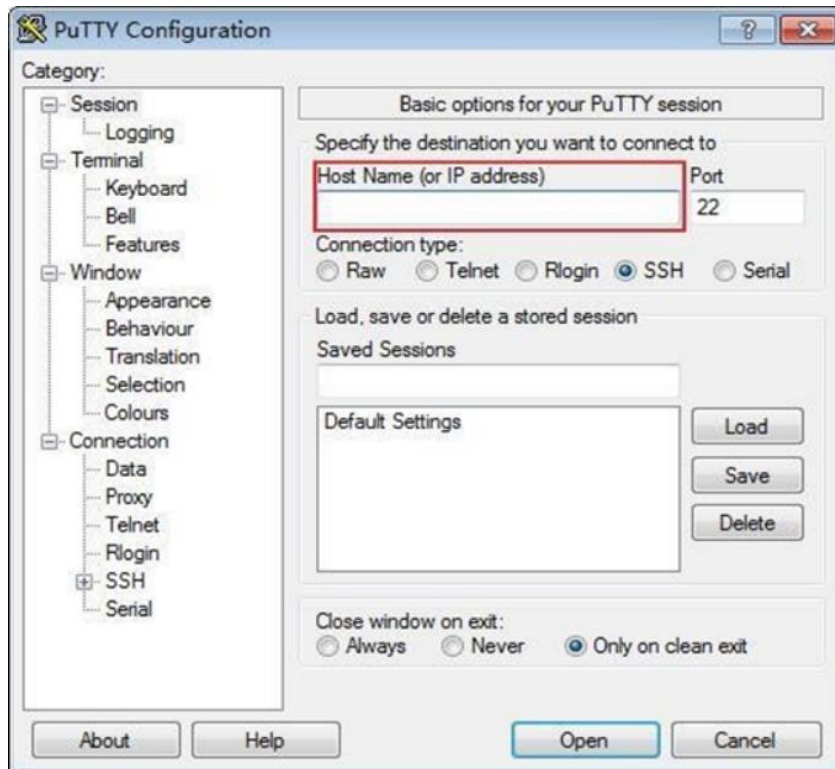 PuTTY Configuration
?
Category:
Session
Logging
Terminal
Keyboard
Bell
Features
Window
Appearance
Behaviour
Translation
Selection
Colours
Connection
Data
Proxy
Telnet
Rlogin
SSH
Serial
Basic options for your PuTTY session
Specify the destination you want to connect to
Host Name (or IP address) Port
22
Connection type:
Raw Telnet Rlogin SSH Serial
Load, save or delete a stored session
Saved Sessions
Default Settings
Load
Save
Delete
Close window on exit:
Always Never Only on clean exit
About Help Open Cancel